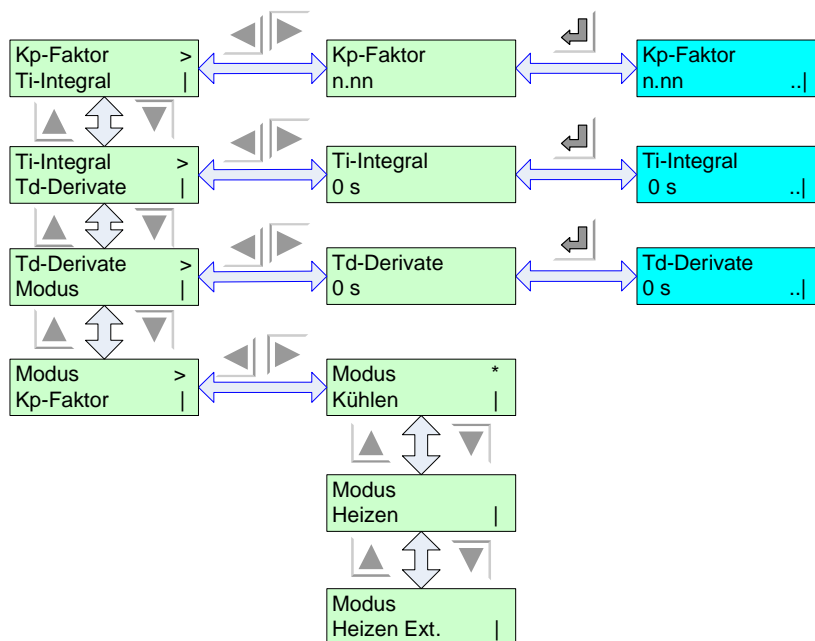 Kp-Faktor >
Ti-Integral |
Kp-Faktor
n.nn
Kp-Faktor
n.nn ..|
Ti-Integral >
Td-Derivate |
Ti-Integral
0 s
Ti-Integral
0 s ..|
Td-Derivate >
Modus |
Td-Derivate
0 s
Td-Derivate
0 s ..|
Modus >
Kp-Faktor |
Modus *
Kühlen |
Modus
Heizen |
Modus
Heizen Ext. |